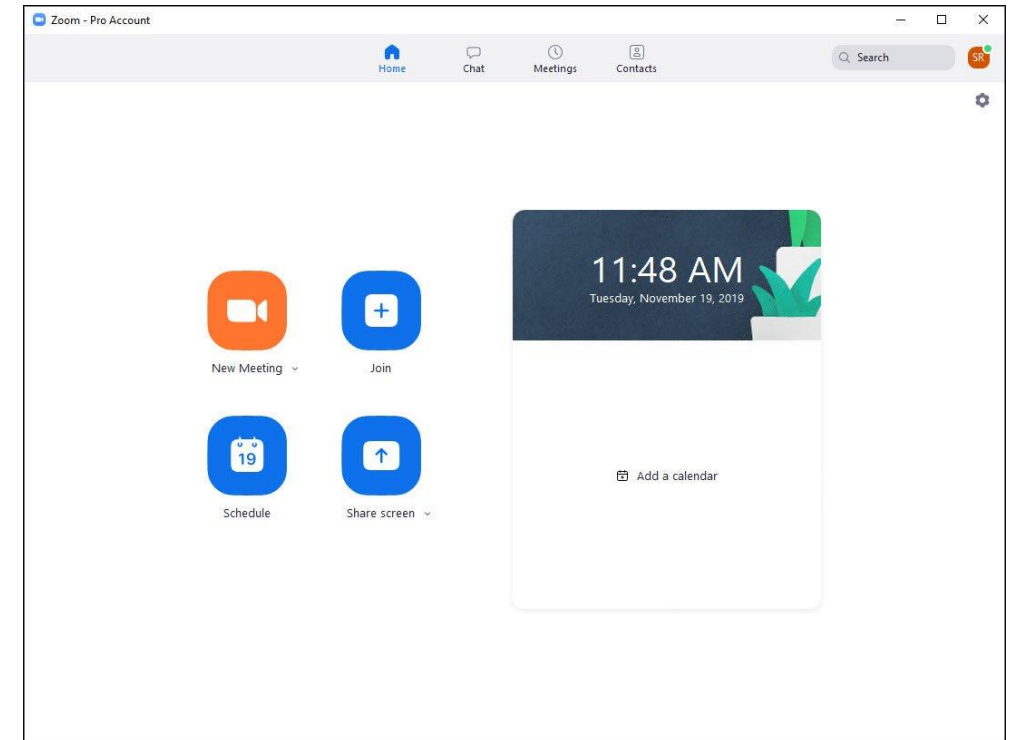 Zoom - Pro Account
Home
Chat
Meetings
Contacts
Search
SR
11:48 AM
Tuesday, November 19, 2019
New Meeting
Join
19
Schedule
Share screen
Add a calendar